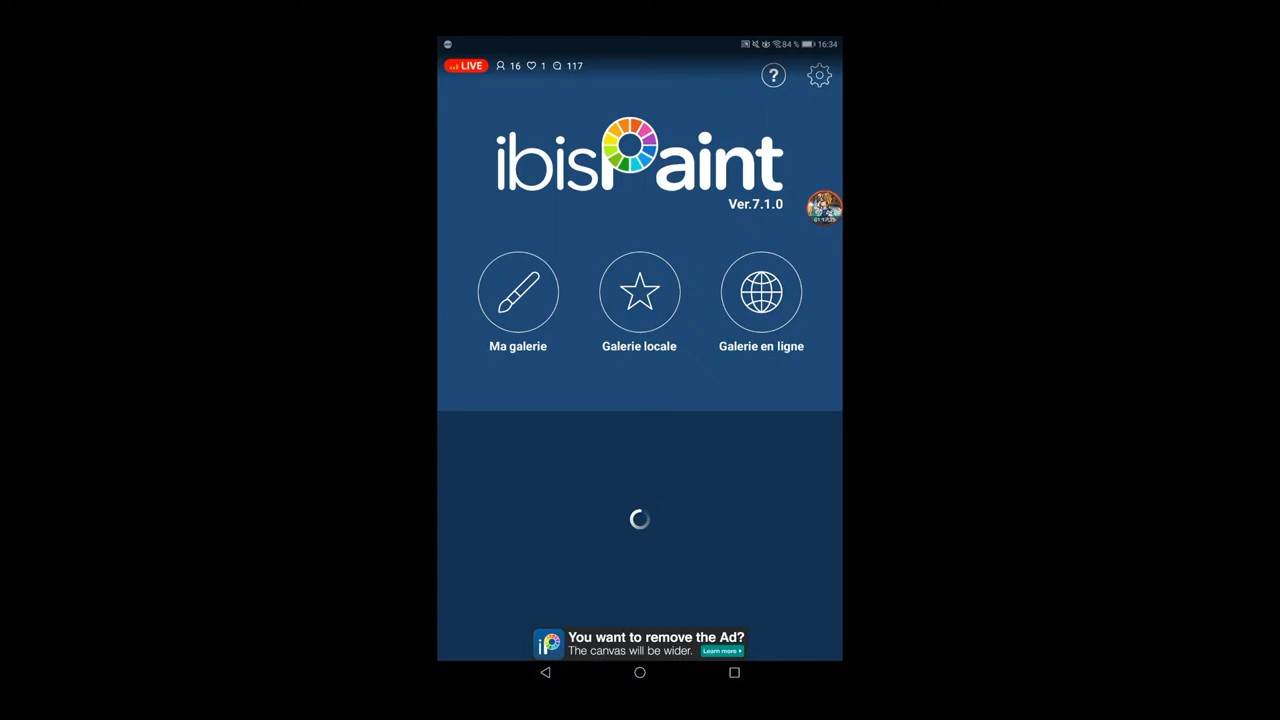 84 % 16:34
LIVE 16 1 117
?
ibisPaint
Ver.7.1.0
Ma galerie
Galerie locale
Galerie en ligne
You want to remove the Ad?
The canvas will be wider.
Learn more